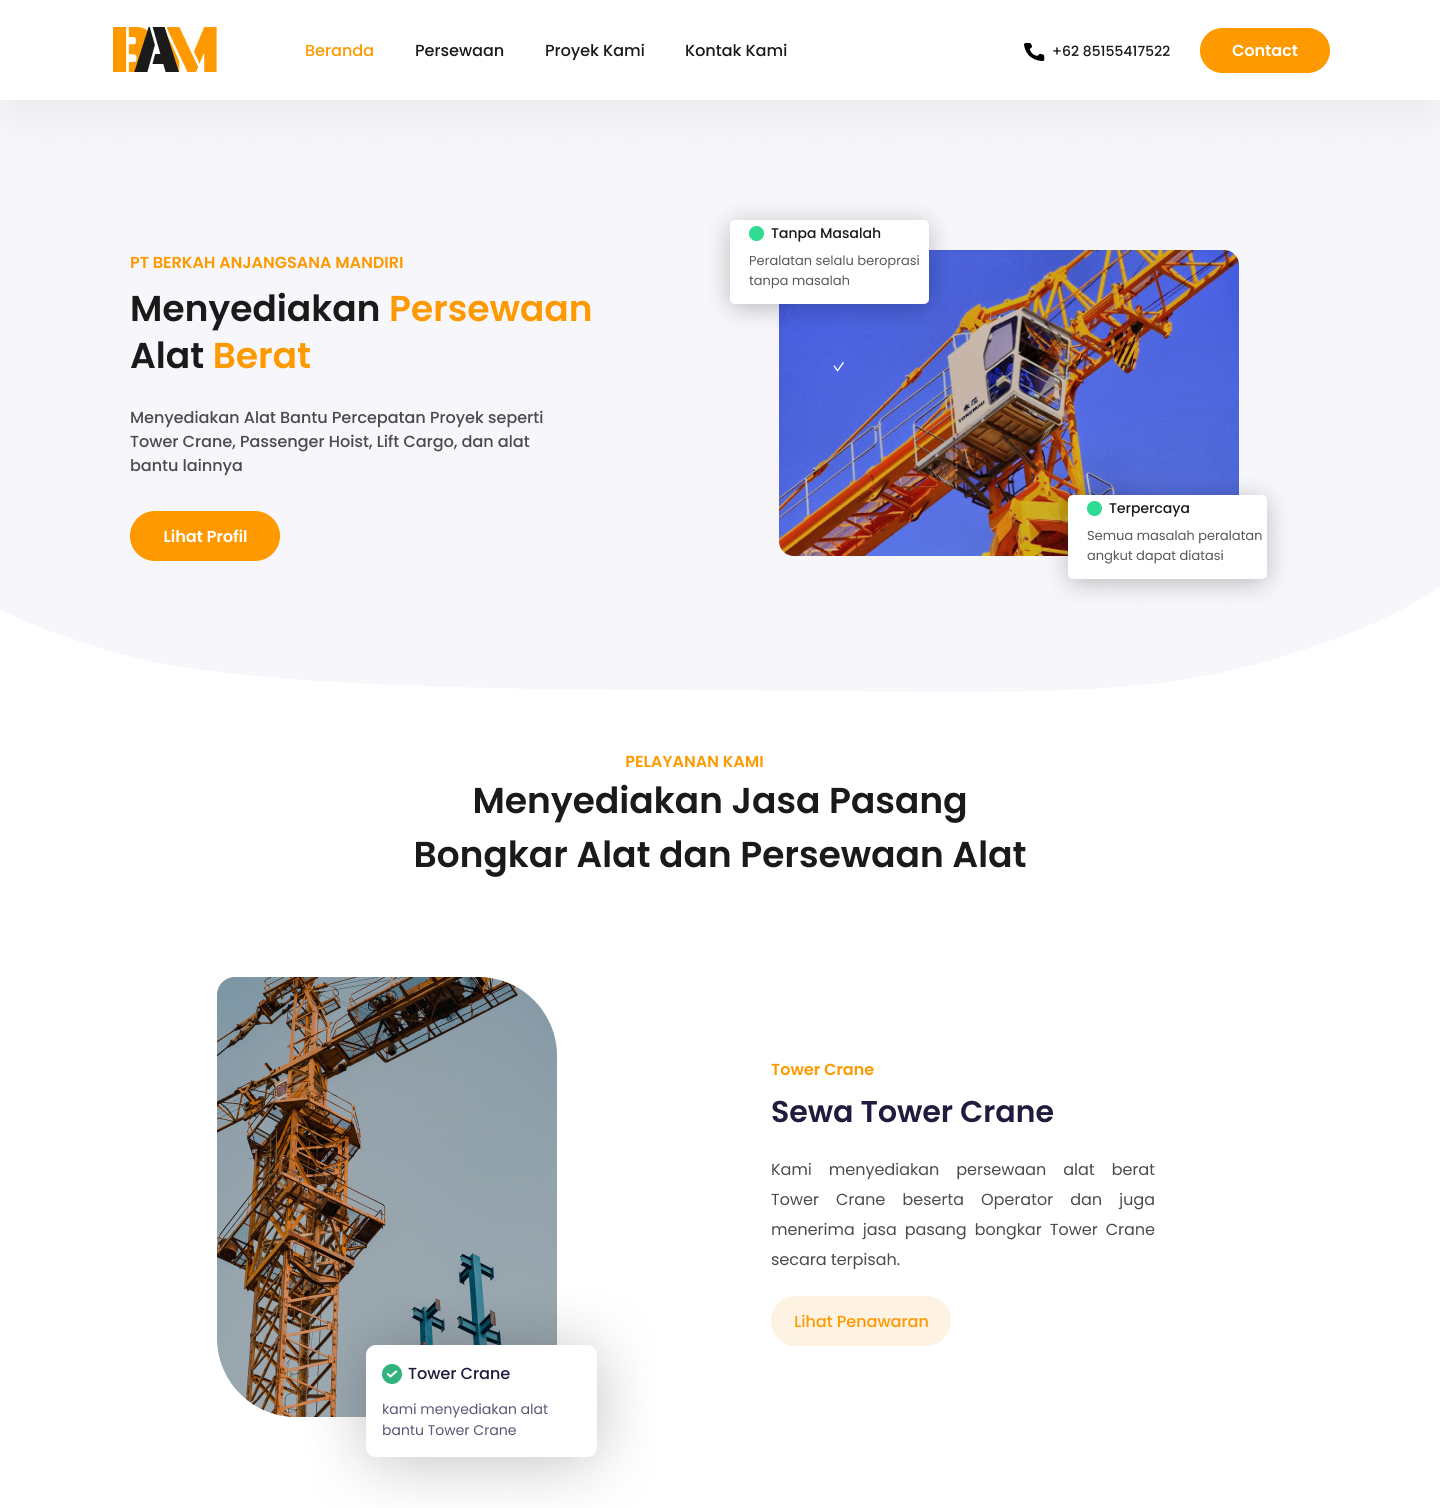 BAM
Beranda
Persewaan
Proyek Kami
Kontak Kami
+62 85155417522
Contact
PT BERKAH ANJANGSANA MANDIRI
Menyediakan Persewaan
Alat Berat
Menyediakan Alat Bantu Percepatan Proyek seperti
Tower Crane, Passenger Hoist, Lift Cargo, dan alat
bantu lainnya
Lihat Profil
Tanpa Masalah
Peralatan selalu beroprasi
tanpa masalah
Terpercaya
Semua masalah peralatan
angkut dapat diatasi
PELAYANAN KAMI
Menyediakan Jasa Pasang
Bongkar Alat dan Persewaan Alat
Tower Crane
kami menyediakan alat
bantu Tower Crane
Tower Crane
Sewa Tower Crane
Kami menyediakan persewaan alat berat
Tower Crane beserta Operator dan juga
menerima jasa pasang bongkar Tower Crane
secara terpisah.
Lihat Penawaran